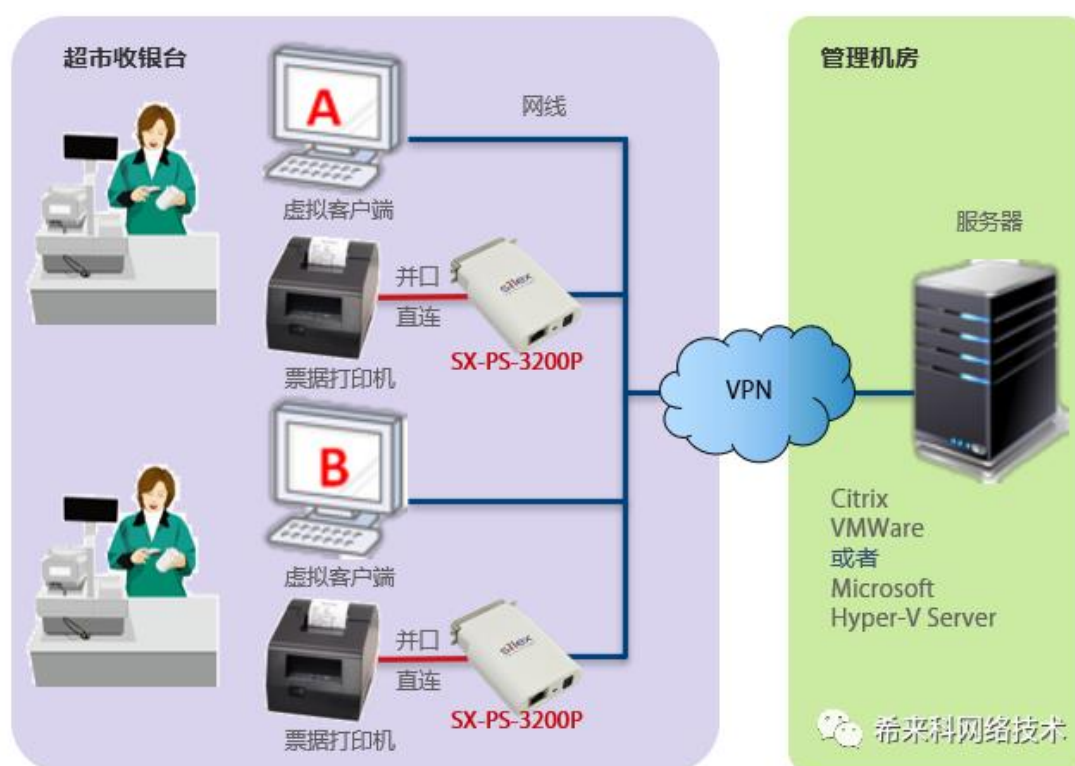 超市收银台
A
网线
虚拟客户端
并口
直连
silex
SX-PS-3200P
票据打印机
B
虚拟客户端
并口
直连
silex
SX-PS-3200P
票据打印机
VPN
管理机房
服务器
Citrix
VMWare
或者
Microsoft
Hyper-V Server
希来科网络技术